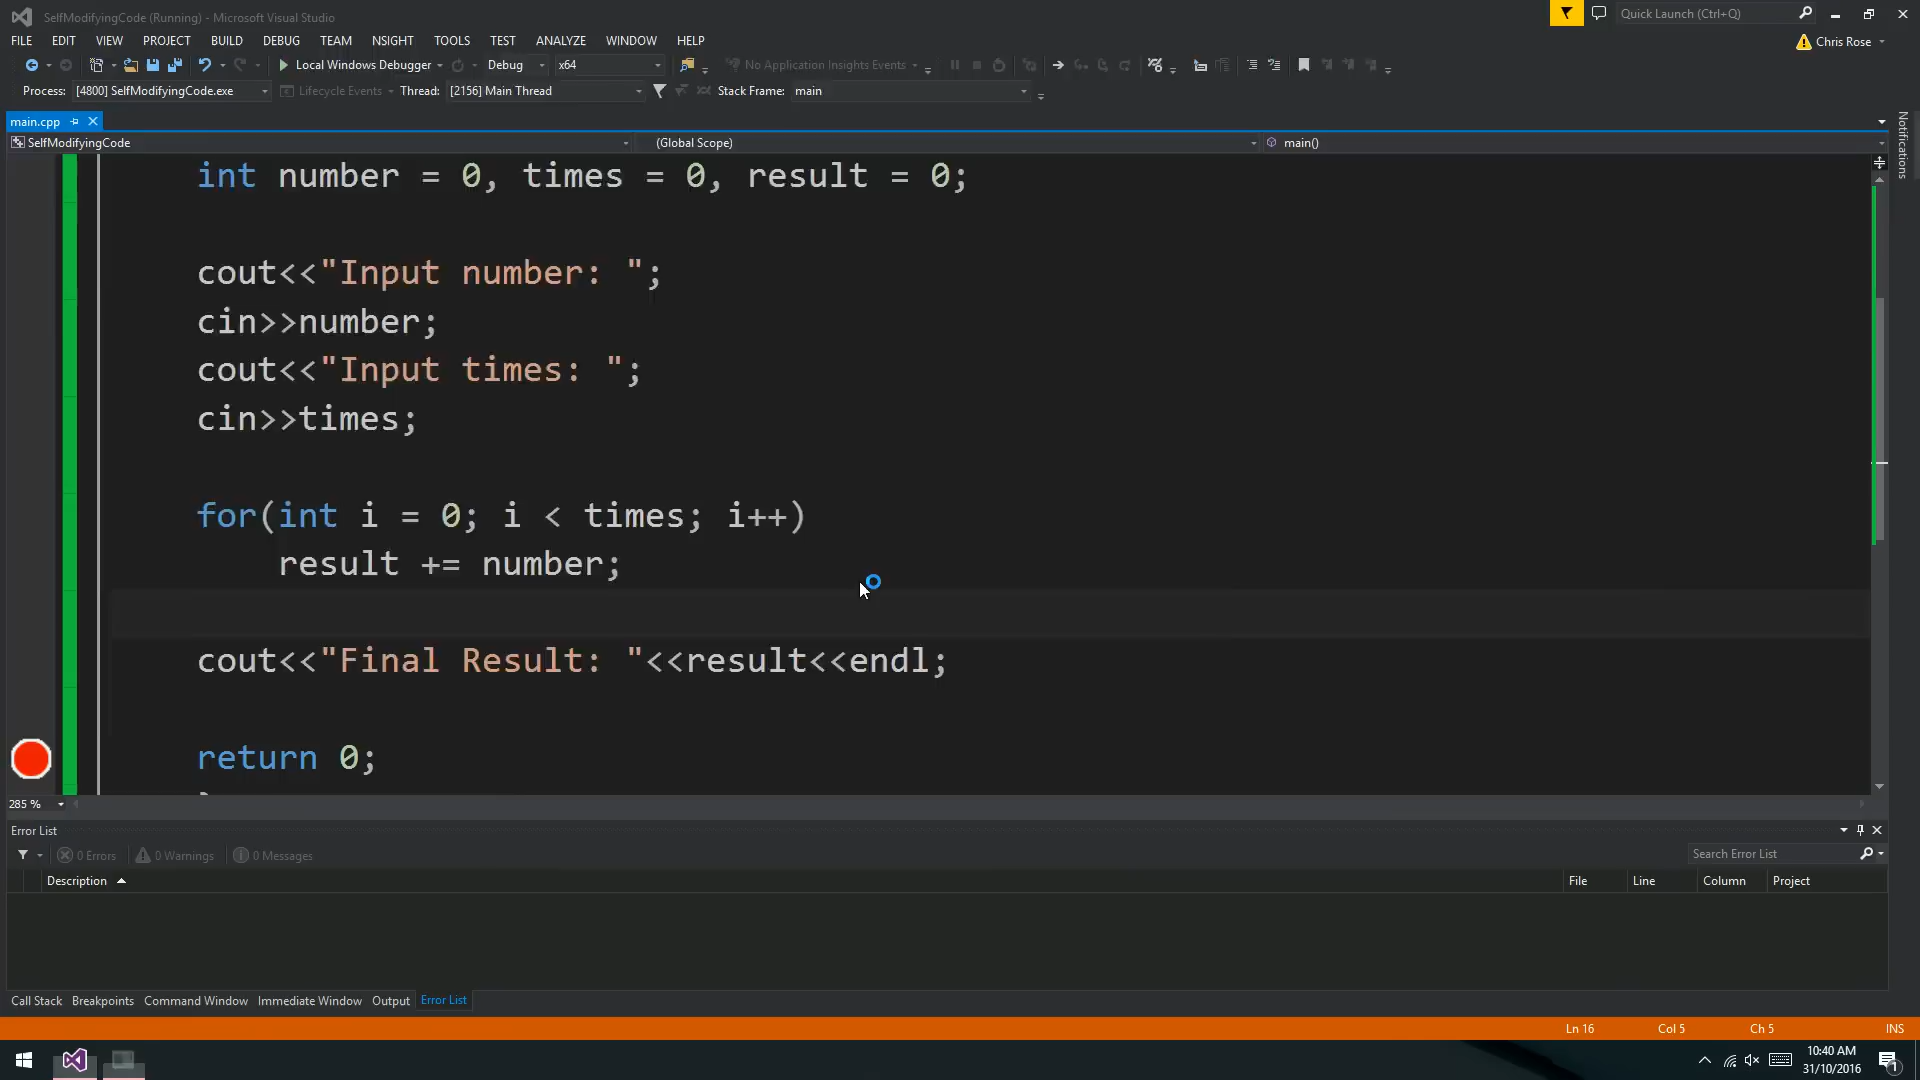 SelfModifyingCode (Running) - Microsoft Visual Studio
Quick Launch (Ctrl+Q)
FILE EDIT VIEW PROJECT BUILD DEBUG TEAM NSIGHT TOOLS TEST ANALYZE WINDOW HELP
Chris Rose
Local Windows Debugger Debug x64 No Application Insights Events
Process: [4800] SelfModifyingCode.exe Lifecycle Events Thread: [2156] Main Thread Stack Frame: main
main.cpp
Notifications
SelfModifyingCode (Global Scope) main()
int number = 0, times = 0, result = 0;
cout<<"Input number: ";
cin>>number;
cout<<"Input times: ";
cin>>times;
for(int i = 0; i < times; i++)
result += number;
cout<<"Final Result: "<<result<<endl;
return 0;
285 %
Error List
0 Errors 0 Warnings 0 Messages Search Error List
Description File Line Column Project
Call Stack Breakpoints Command Window Immediate Window Output Error List
Ln 16 Col 5 Ch 5 INS
10:40 AM
31/10/2016
1